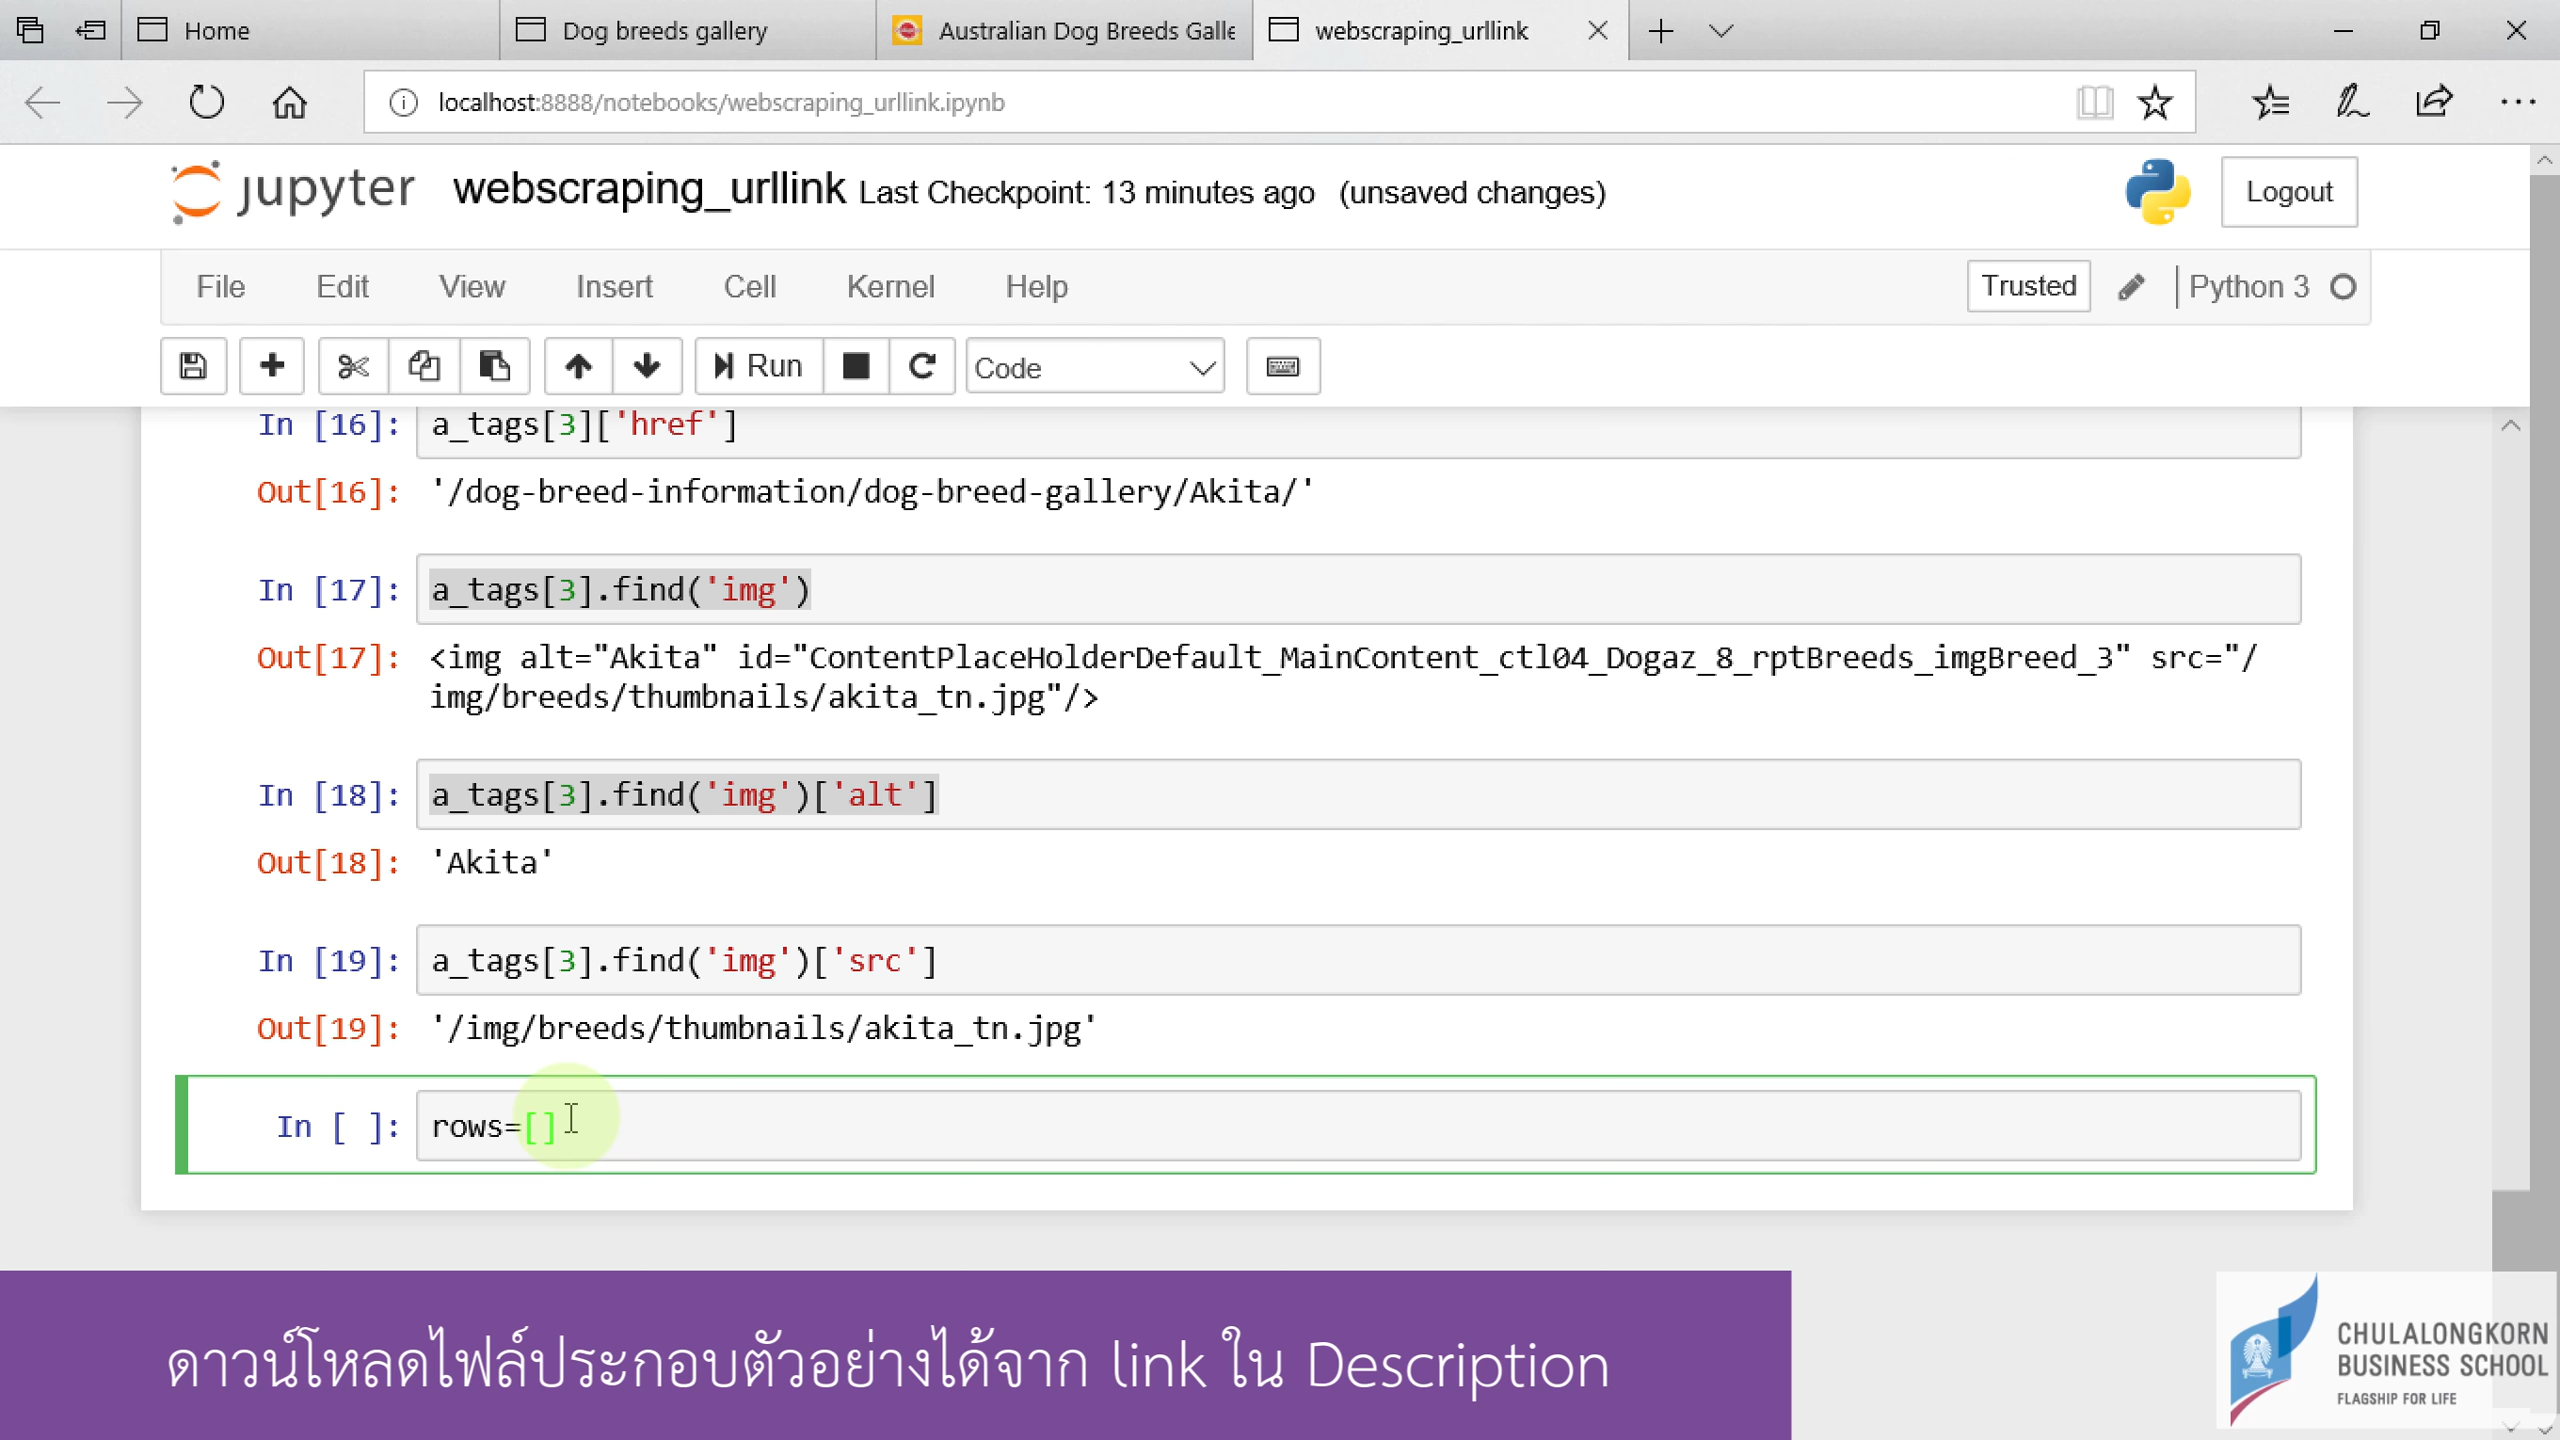 Home
Dog breeds gallery
Australian Dog Breeds Galle
webscraping_urllink
localhost:8888/notebooks/webscraping_urllink.ipynb
jupyter webscraping_urllink Last Checkpoint: 13 minutes ago (unsaved changes)
Logout
File Edit View Insert Cell Kernel Help
Trusted
Python 3
Run
Code
In [16]: a_tags[3]['href']
Out[16]: '/dog-breed-information/dog-breed-gallery/Akita/'
In [17]: a_tags[3].find('img')
Out[17]: <img alt="Akita" id="ContentPlaceHolderDefault_MainContent_ctl04_Dogaz_8_rptBreeds_imgBreed_3" src="/
img/breeds/thumbnails/akita_tn.jpg"/>
In [18]: a_tags[3].find('img')['alt']
Out[18]: 'Akita'
In [19]: a_tags[3].find('img')['src']
Out[19]: '/img/breeds/thumbnails/akita_tn.jpg'
In [ ]: rows=[]
ดาวน์โหลดไฟล์ประกอบตัวอย่างได้จาก link ใน Description
CHULALONGKORN
BUSINESS SCHOOL
FLAGSHIP FOR LIFE